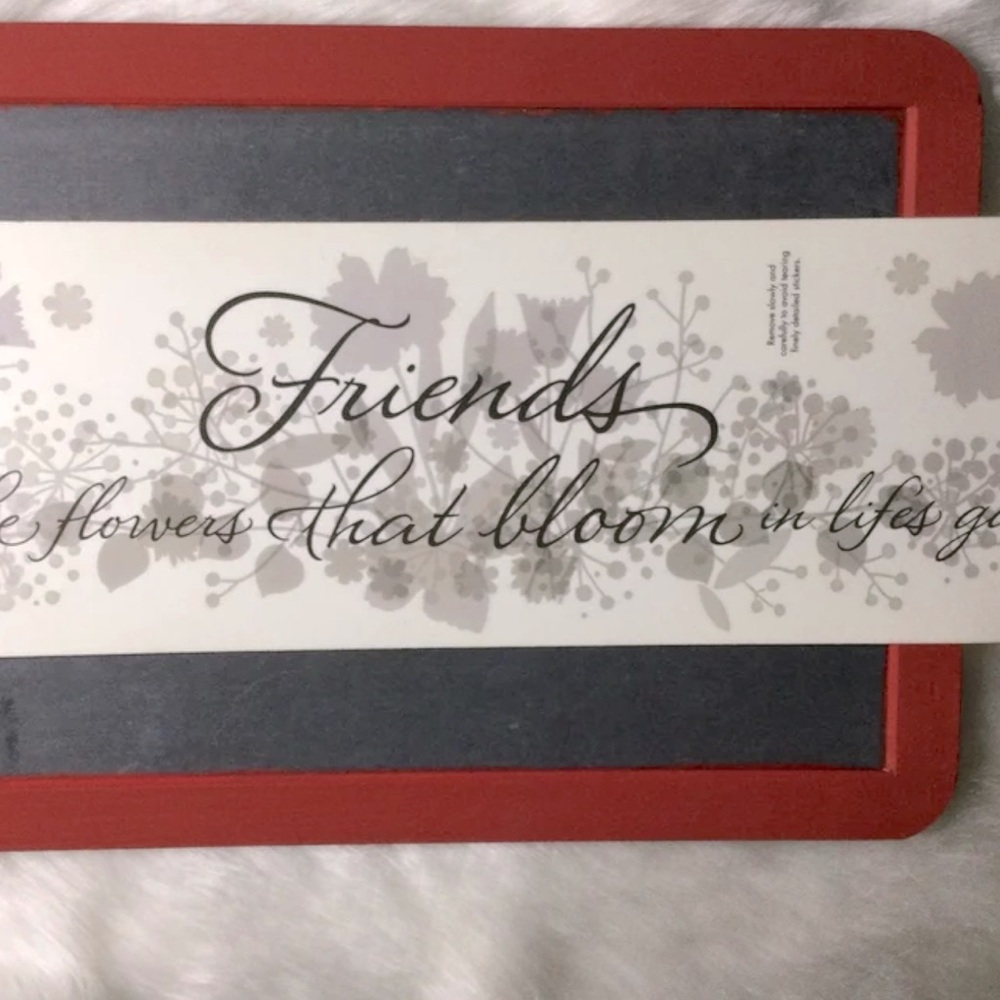 Friends
flowers that bloom in lifes
Remove slowly and
carefully to avoid tearing
finely detailed stickers.